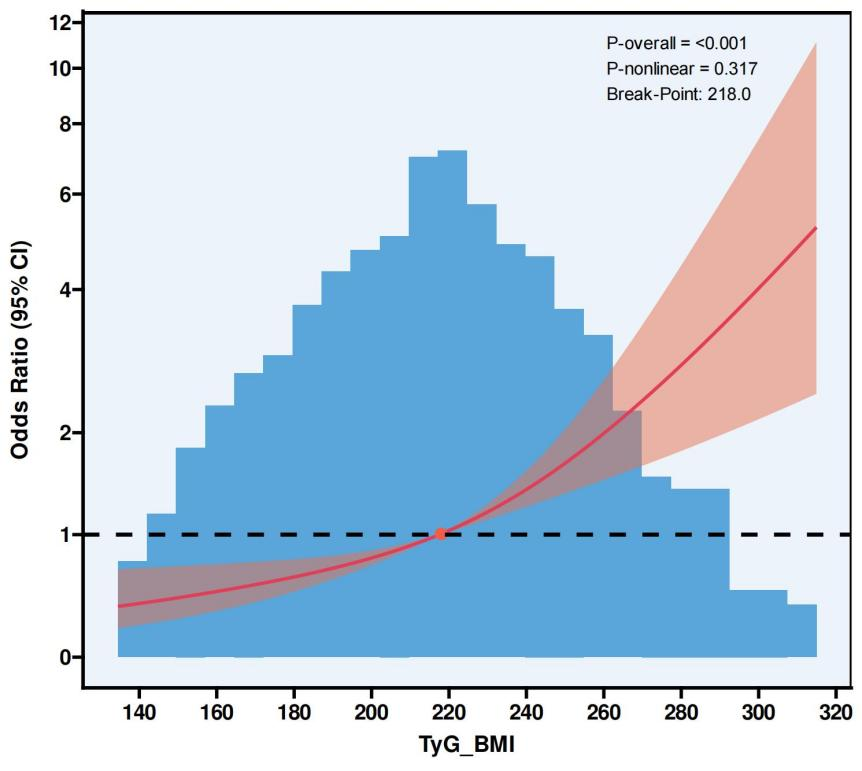 P-overall = <0.001
P-nonlinear = 0.317
Break-Point: 218.0
Odds Ratio (95% CI)
12
10
8
6
4
2
1
0
140 160 180 200 220 240 260 280 300 320
TyG_BMI